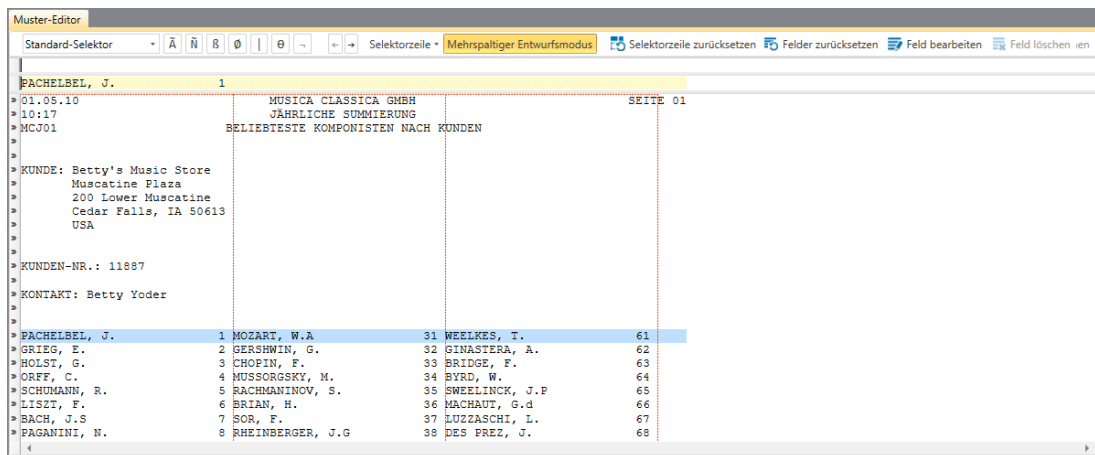 Muster-Editor
Standard-Selektor Ã Ñ ß Ø | θ ¬ ← → Selektorzeile Mehrspaltiger Entwurfsmodus Selektorzeile zurücksetzen Felder zurücksetzen Feld bearbeiten Feld löschen
PACHELBEL, J. 1
01.05.10 MUSICA CLASSICA GMBH SEITE 01
10:17 JÄHRLICHE SUMMIERUNG
MCJ01 BELIEBTESTE KOMPONISTEN NACH KUNDEN
KUNDE: Betty's Music Store
Muscatine Plaza
200 Lower Muscatine
Cedar Falls, IA 50613
USA
KUNDEN-NR.: 11887
KONTAKT: Betty Yoder
PACHELBEL, J. 1 MOZART, W.A 31 WEELKES, T. 61
GRIEG, E. 2 GERSHWIN, G. 32 GINASTERA, A. 62
HOLST, G. 3 CHOPIN, F. 33 BRIDGE, F. 63
ORFF, C. 4 MUSSORGSKY, M. 34 BYRD, W. 64
SCHUMANN, R. 5 RACHMANINOV, S. 35 SWEELINCK, J.P 65
LISZT, F. 6 BRIAN, H. 36 MACHAUT, G.d 66
BACH, J.S 7 SOR, F. 37 LUZZASCHI, L. 67
PAGANINI, N. 8 RHEINBERGER, J.G 38 DES PREZ, J. 68